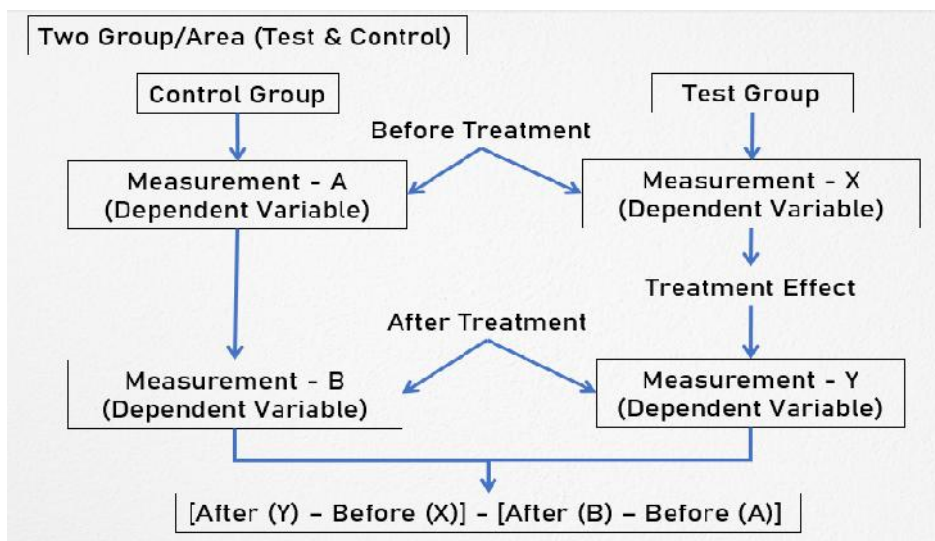 Two Group/Area (Test & Control)
Control Group
Test Group
Before Treatment
Measurement - A
(Dependent Variable)
Measurement - X
(Dependent Variable)
Treatment Effect
After Treatment
Measurement - B
(Dependent Variable)
Measurement - Y
(Dependent Variable)
[After (Y) – Before (X)] - [After (B) – Before (A)]